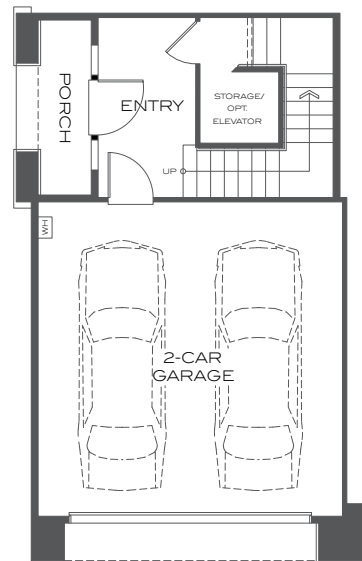 PORCH
ENTRY
STORAGE/
OPT.
ELEVATOR
UP
WH
2-CAR
GARAGE